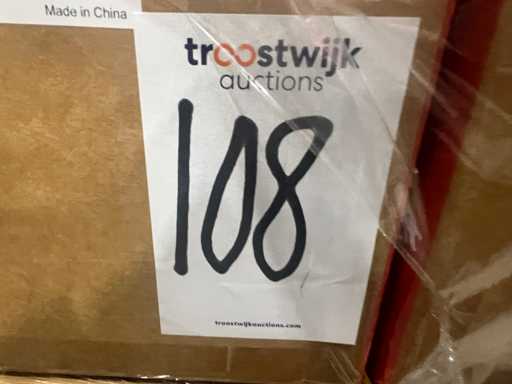 Made in China
troostwijk
auctions
108
troostwijkauctions.com